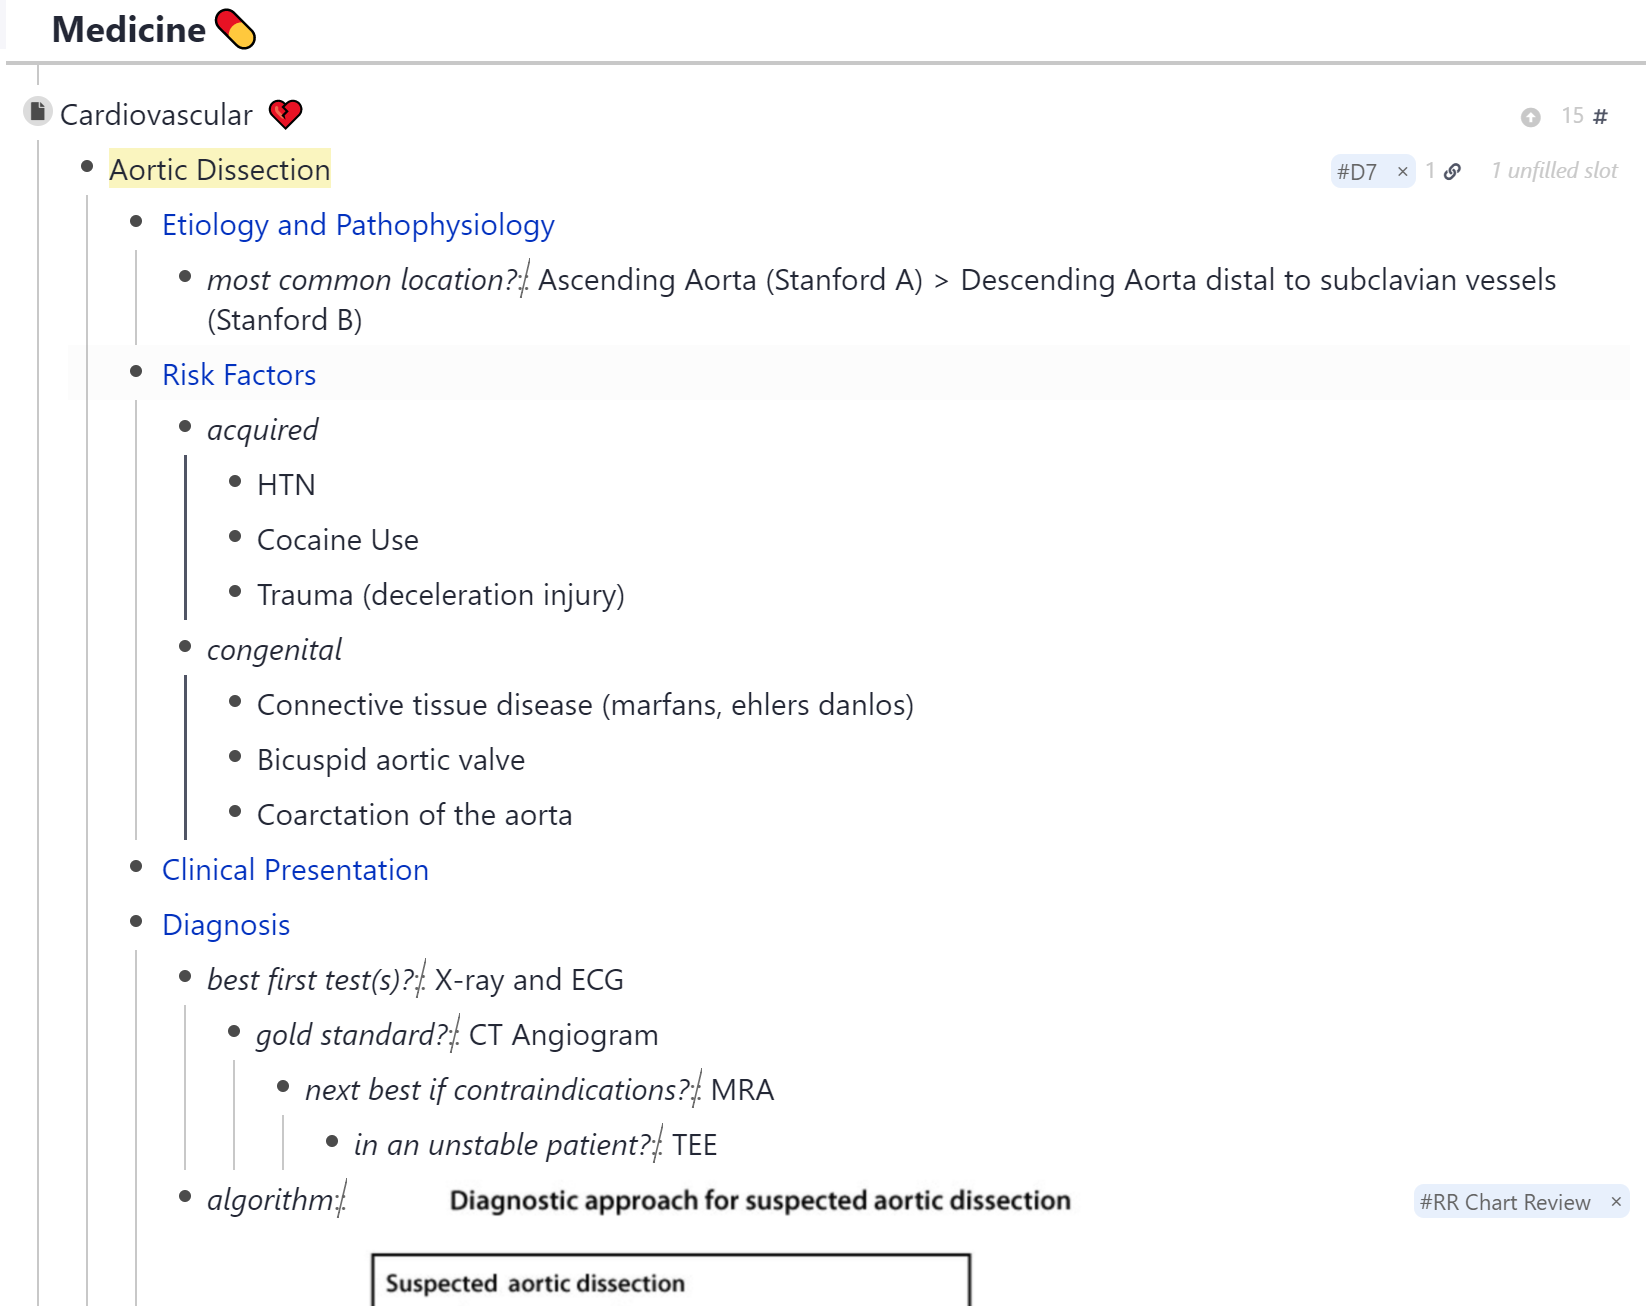 Medicine
Cardiovascular
15 #
Aortic Dissection
#D7 × 1
1 unfilled slot
Etiology and Pathophysiology
most common location?:: Ascending Aorta (Stanford A) > Descending Aorta distal to subclavian vessels
(Stanford B)
Risk Factors
acquired
HTN
Cocaine Use
Trauma (deceleration injury)
congenital
Connective tissue disease (marfans, ehlers danlos)
Bicuspid aortic valve
Coarctation of the aorta
Clinical Presentation
Diagnosis
best first test(s)?:: X-ray and ECG
gold standard?:: CT Angiogram
next best if contraindications?:: MRA
in an unstable patient?:: TEE
algorithm::
Diagnostic approach for suspected aortic dissection
#RR Chart Review ×
Suspected aortic dissection